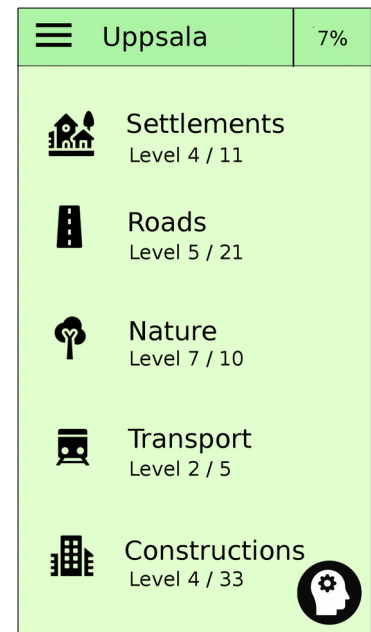 Uppsala
7%
Settlements
Level 4 / 11
Roads
Level 5 / 21
Nature
Level 7 / 10
Transport
Level 2 / 5
Constructions
Level 4 / 33